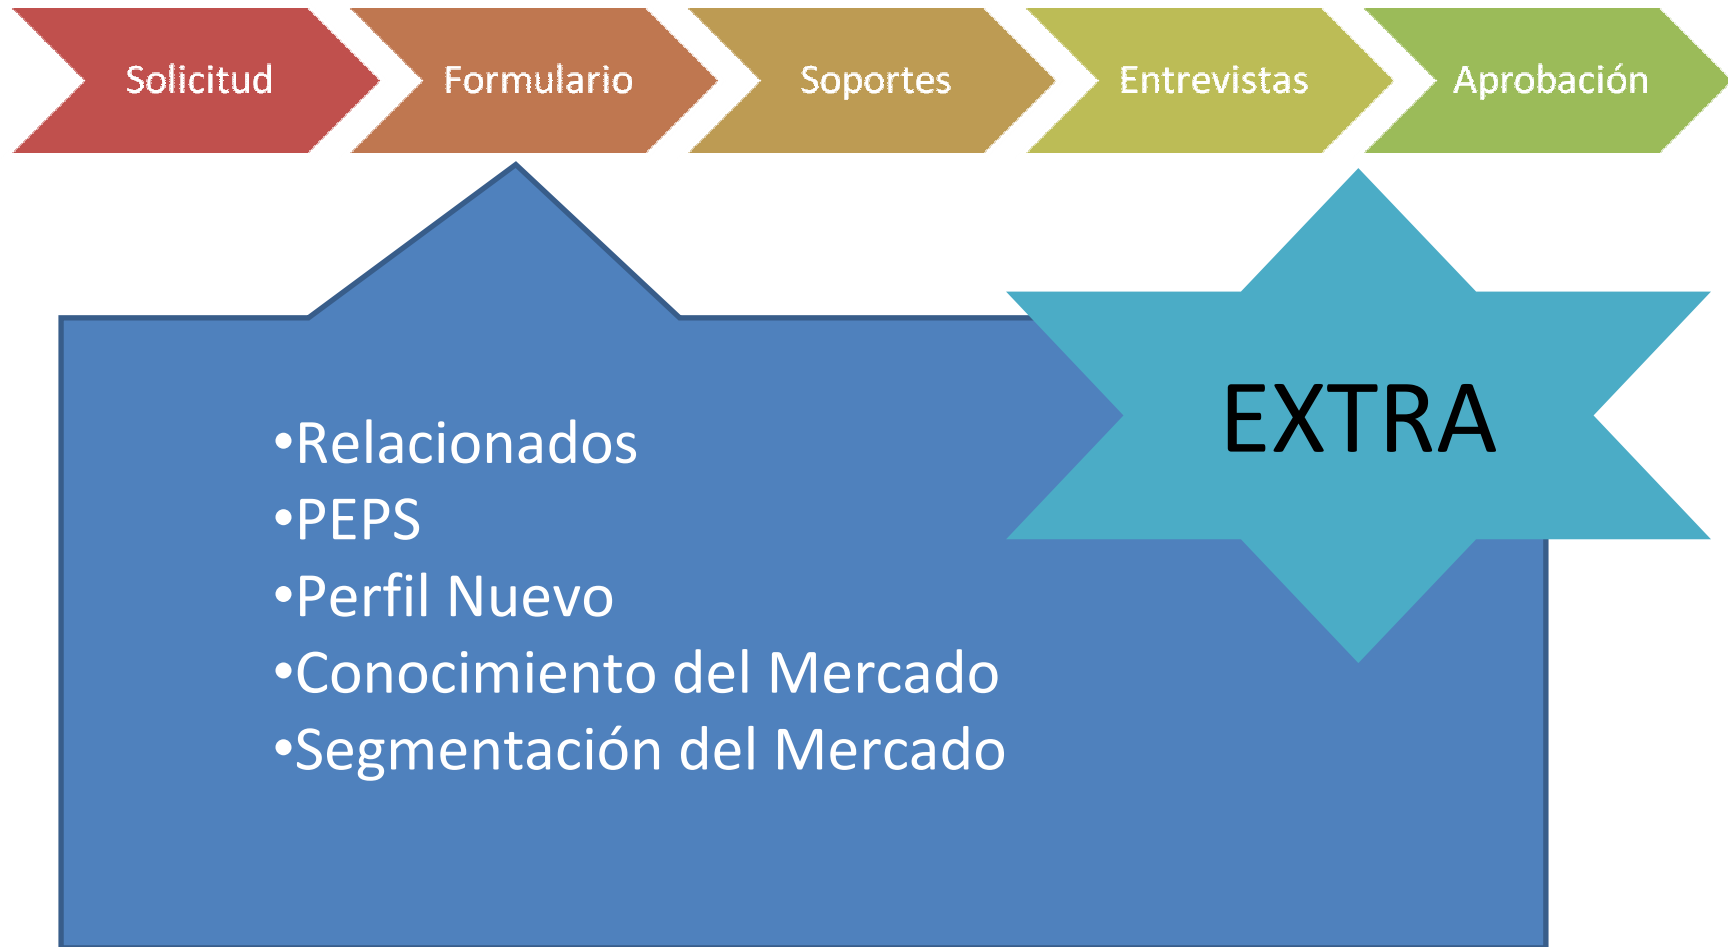 Solicitud
Formulario
Soportes
Entrevistas
Aprobación
EXTRA
•Relacionados
•PEPS
•Perfil Nuevo
•Conocimiento del Mercado
•Segmentación del Mercado